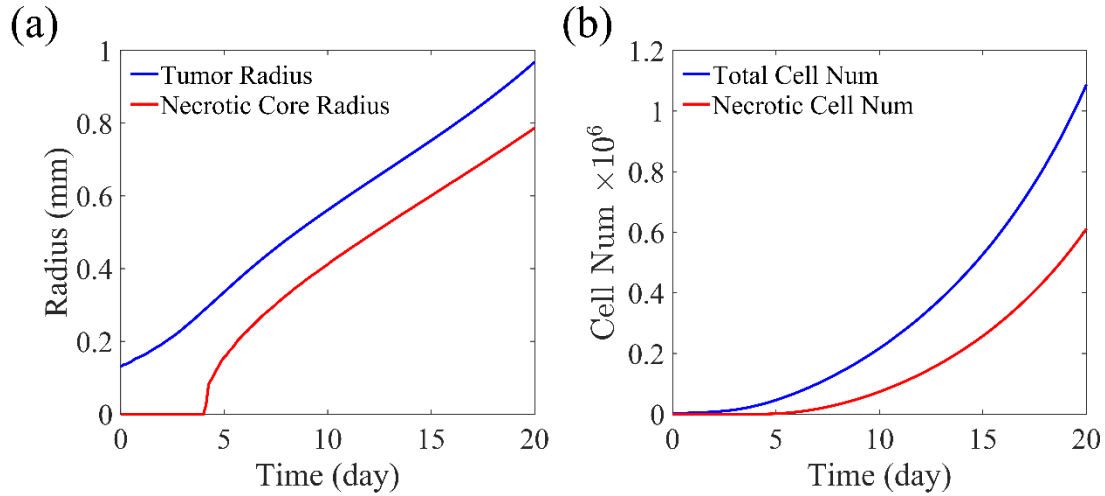 (a)
1
0.8
0.6
0.4
0.2
0
Radius (mm)
Tumor Radius
Necrotic Core Radius
0 5 10 15 20
Time (day)
(b)
1.2
1
0.8
0.6
0.4
0.2
0
Cell Num ×10⁶
Total Cell Num
Necrotic Cell Num
0 5 10 15 20
Time (day)